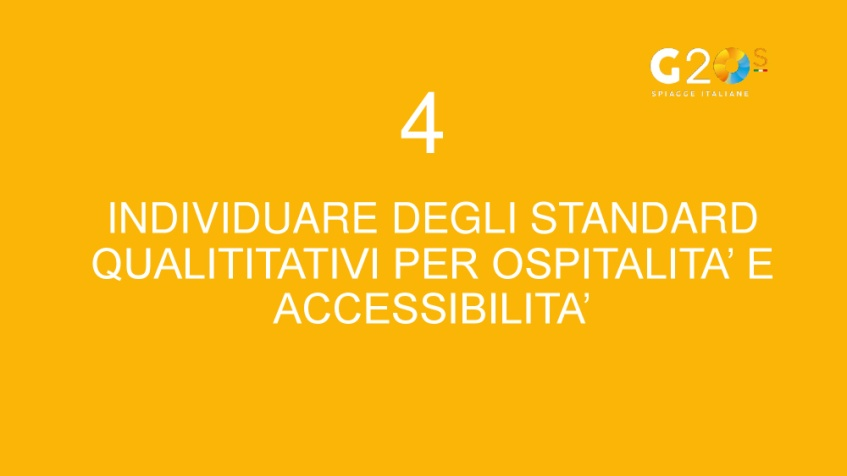 G20S
SPIAGGE ITALIANE
4
INDIVIDUARE DEGLI STANDARD
QUALITITATIVI PER OSPITALITA’ E
ACCESSIBILITA’